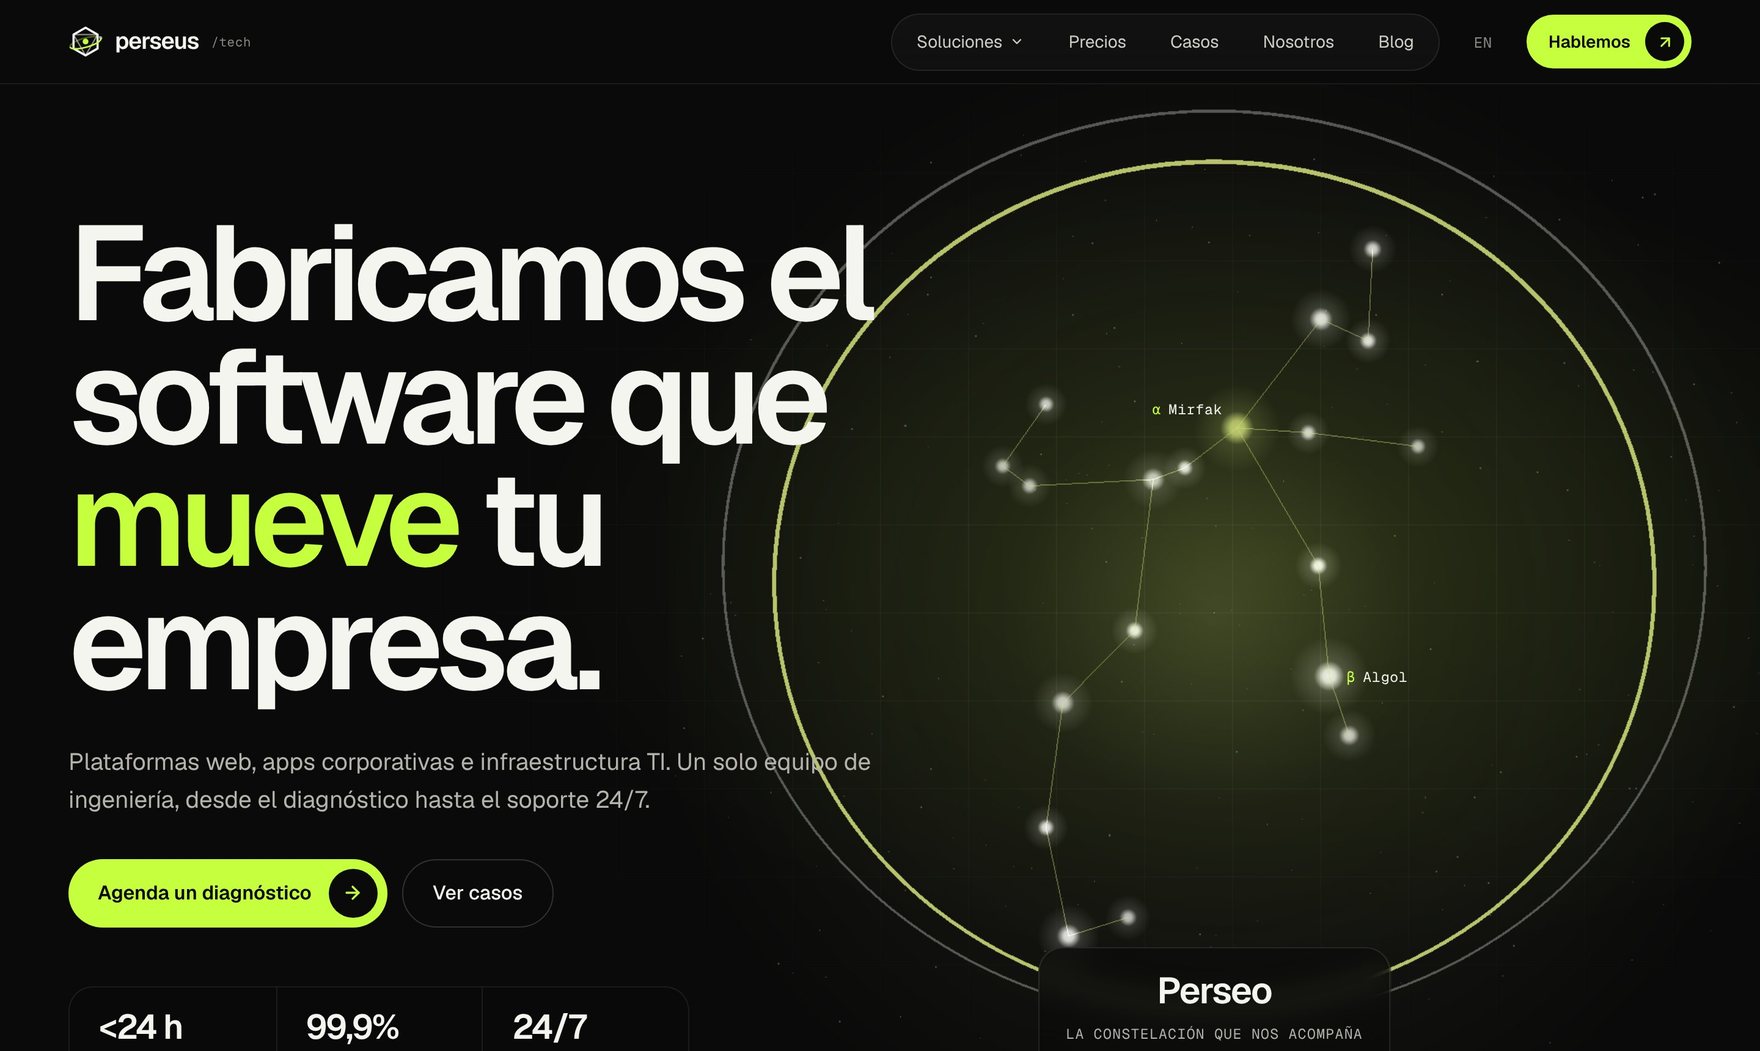 perseus /tech
Soluciones
Precios
Casos
Nosotros
Blog
EN
Hablemos
Fabricamos el
software que
mueve tu
empresa.
Plataformas web, apps corporativas e infraestructura TI. Un solo equipo de
ingeniería, desde el diagnóstico hasta el soporte 24/7.
Agenda un diagnóstico
Ver casos
<24 h
99,9%
24/7
α Mirfak
β Algol
Perseo
LA CONSTELACIÓN QUE NOS ACOMPAÑA